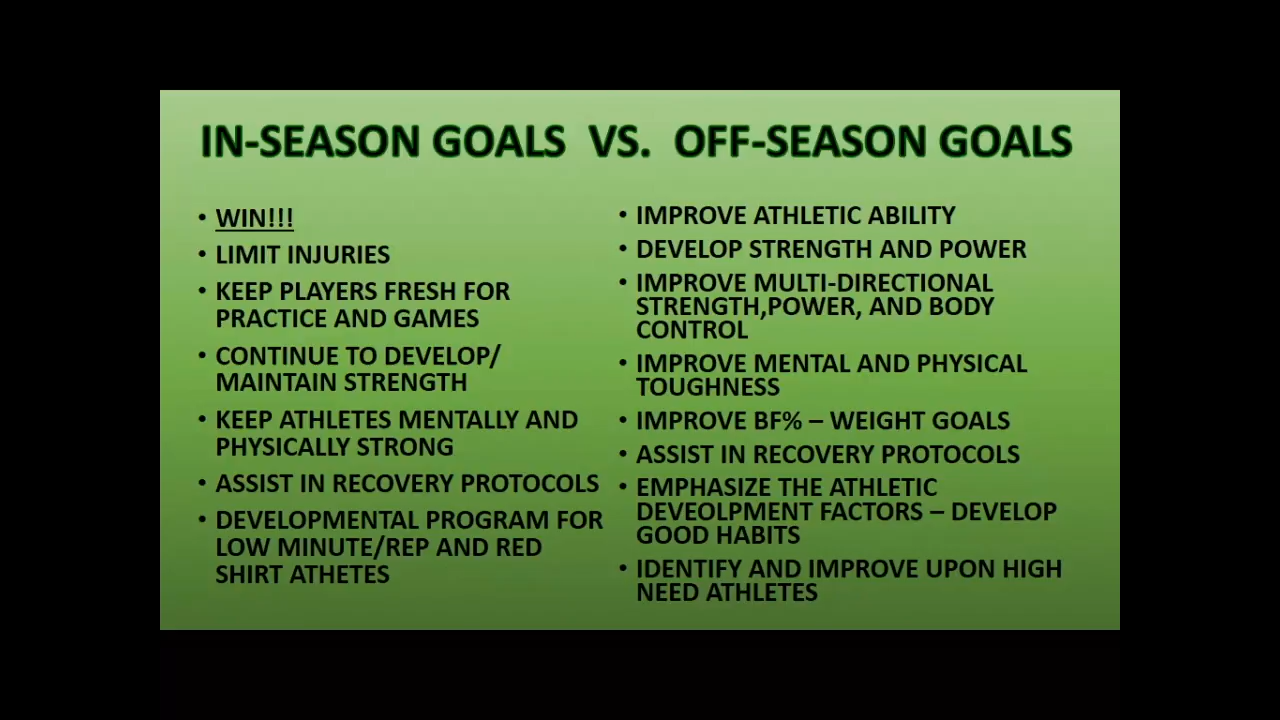 IN-SEASON GOALS VS. OFF-SEASON GOALS
• WIN!!!
• LIMIT INJURIES
• KEEP PLAYERS FRESH FOR
PRACTICE AND GAMES
• CONTINUE TO DEVELOP/
MAINTAIN STRENGTH
• KEEP ATHLETES MENTALLY AND
PHYSICALLY STRONG
• ASSIST IN RECOVERY PROTOCOLS
• DEVELOPMENTAL PROGRAM FOR
LOW MINUTE/REP AND RED
SHIRT ATHETES
• IMPROVE ATHLETIC ABILITY
• DEVELOP STRENGTH AND POWER
• IMPROVE MULTI-DIRECTIONAL
STRENGTH,POWER, AND BODY
CONTROL
• IMPROVE MENTAL AND PHYSICAL
TOUGHNESS
• IMPROVE BF% – WEIGHT GOALS
• ASSIST IN RECOVERY PROTOCOLS
• EMPHASIZE THE ATHLETIC
DEVEOLPMENT FACTORS – DEVELOP
GOOD HABITS
• IDENTIFY AND IMPROVE UPON HIGH
NEED ATHLETES